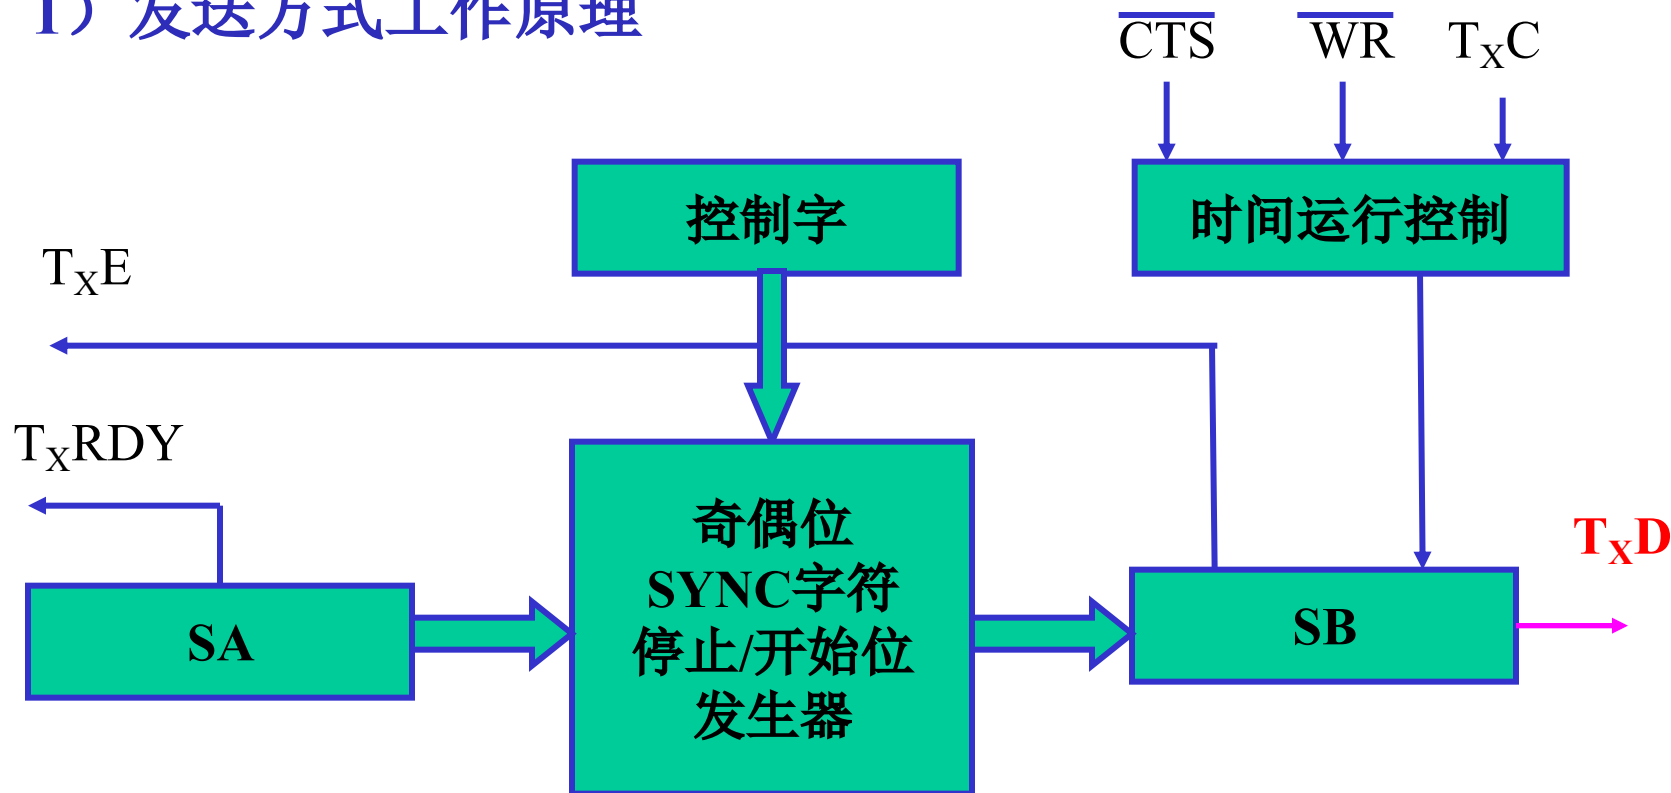 1）发送方式工作原理
CTS WR TXC
控制字
时间运行控制
TXE
TXRDY
奇偶位
SYNC字符
停止/开始位
发生器
SA
SB
TXD